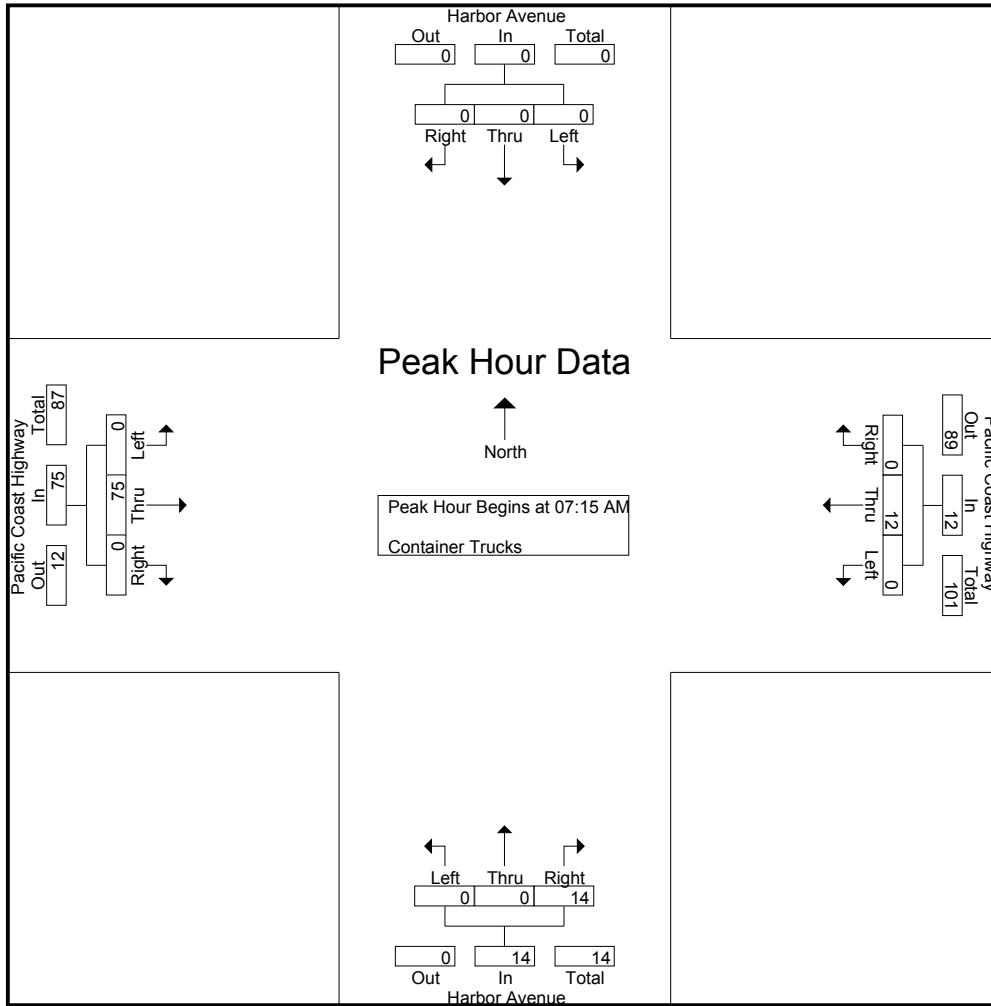 Harbor Avenue
Out In Total
0 0 0
0 0 0
Right Thru Left
Peak Hour Data
North
Peak Hour Begins at 07:15 AM
Container Trucks
Pacific Coast Highway
Total In Out
87 75 12
0 75 0
Left Thru Right
Pacific Coast Highway
Out In Total
89 12 101
0 12 0
Right Thru Left
Left Thru Right
0 0 14
0 14 14
Out In Total
Harbor Avenue